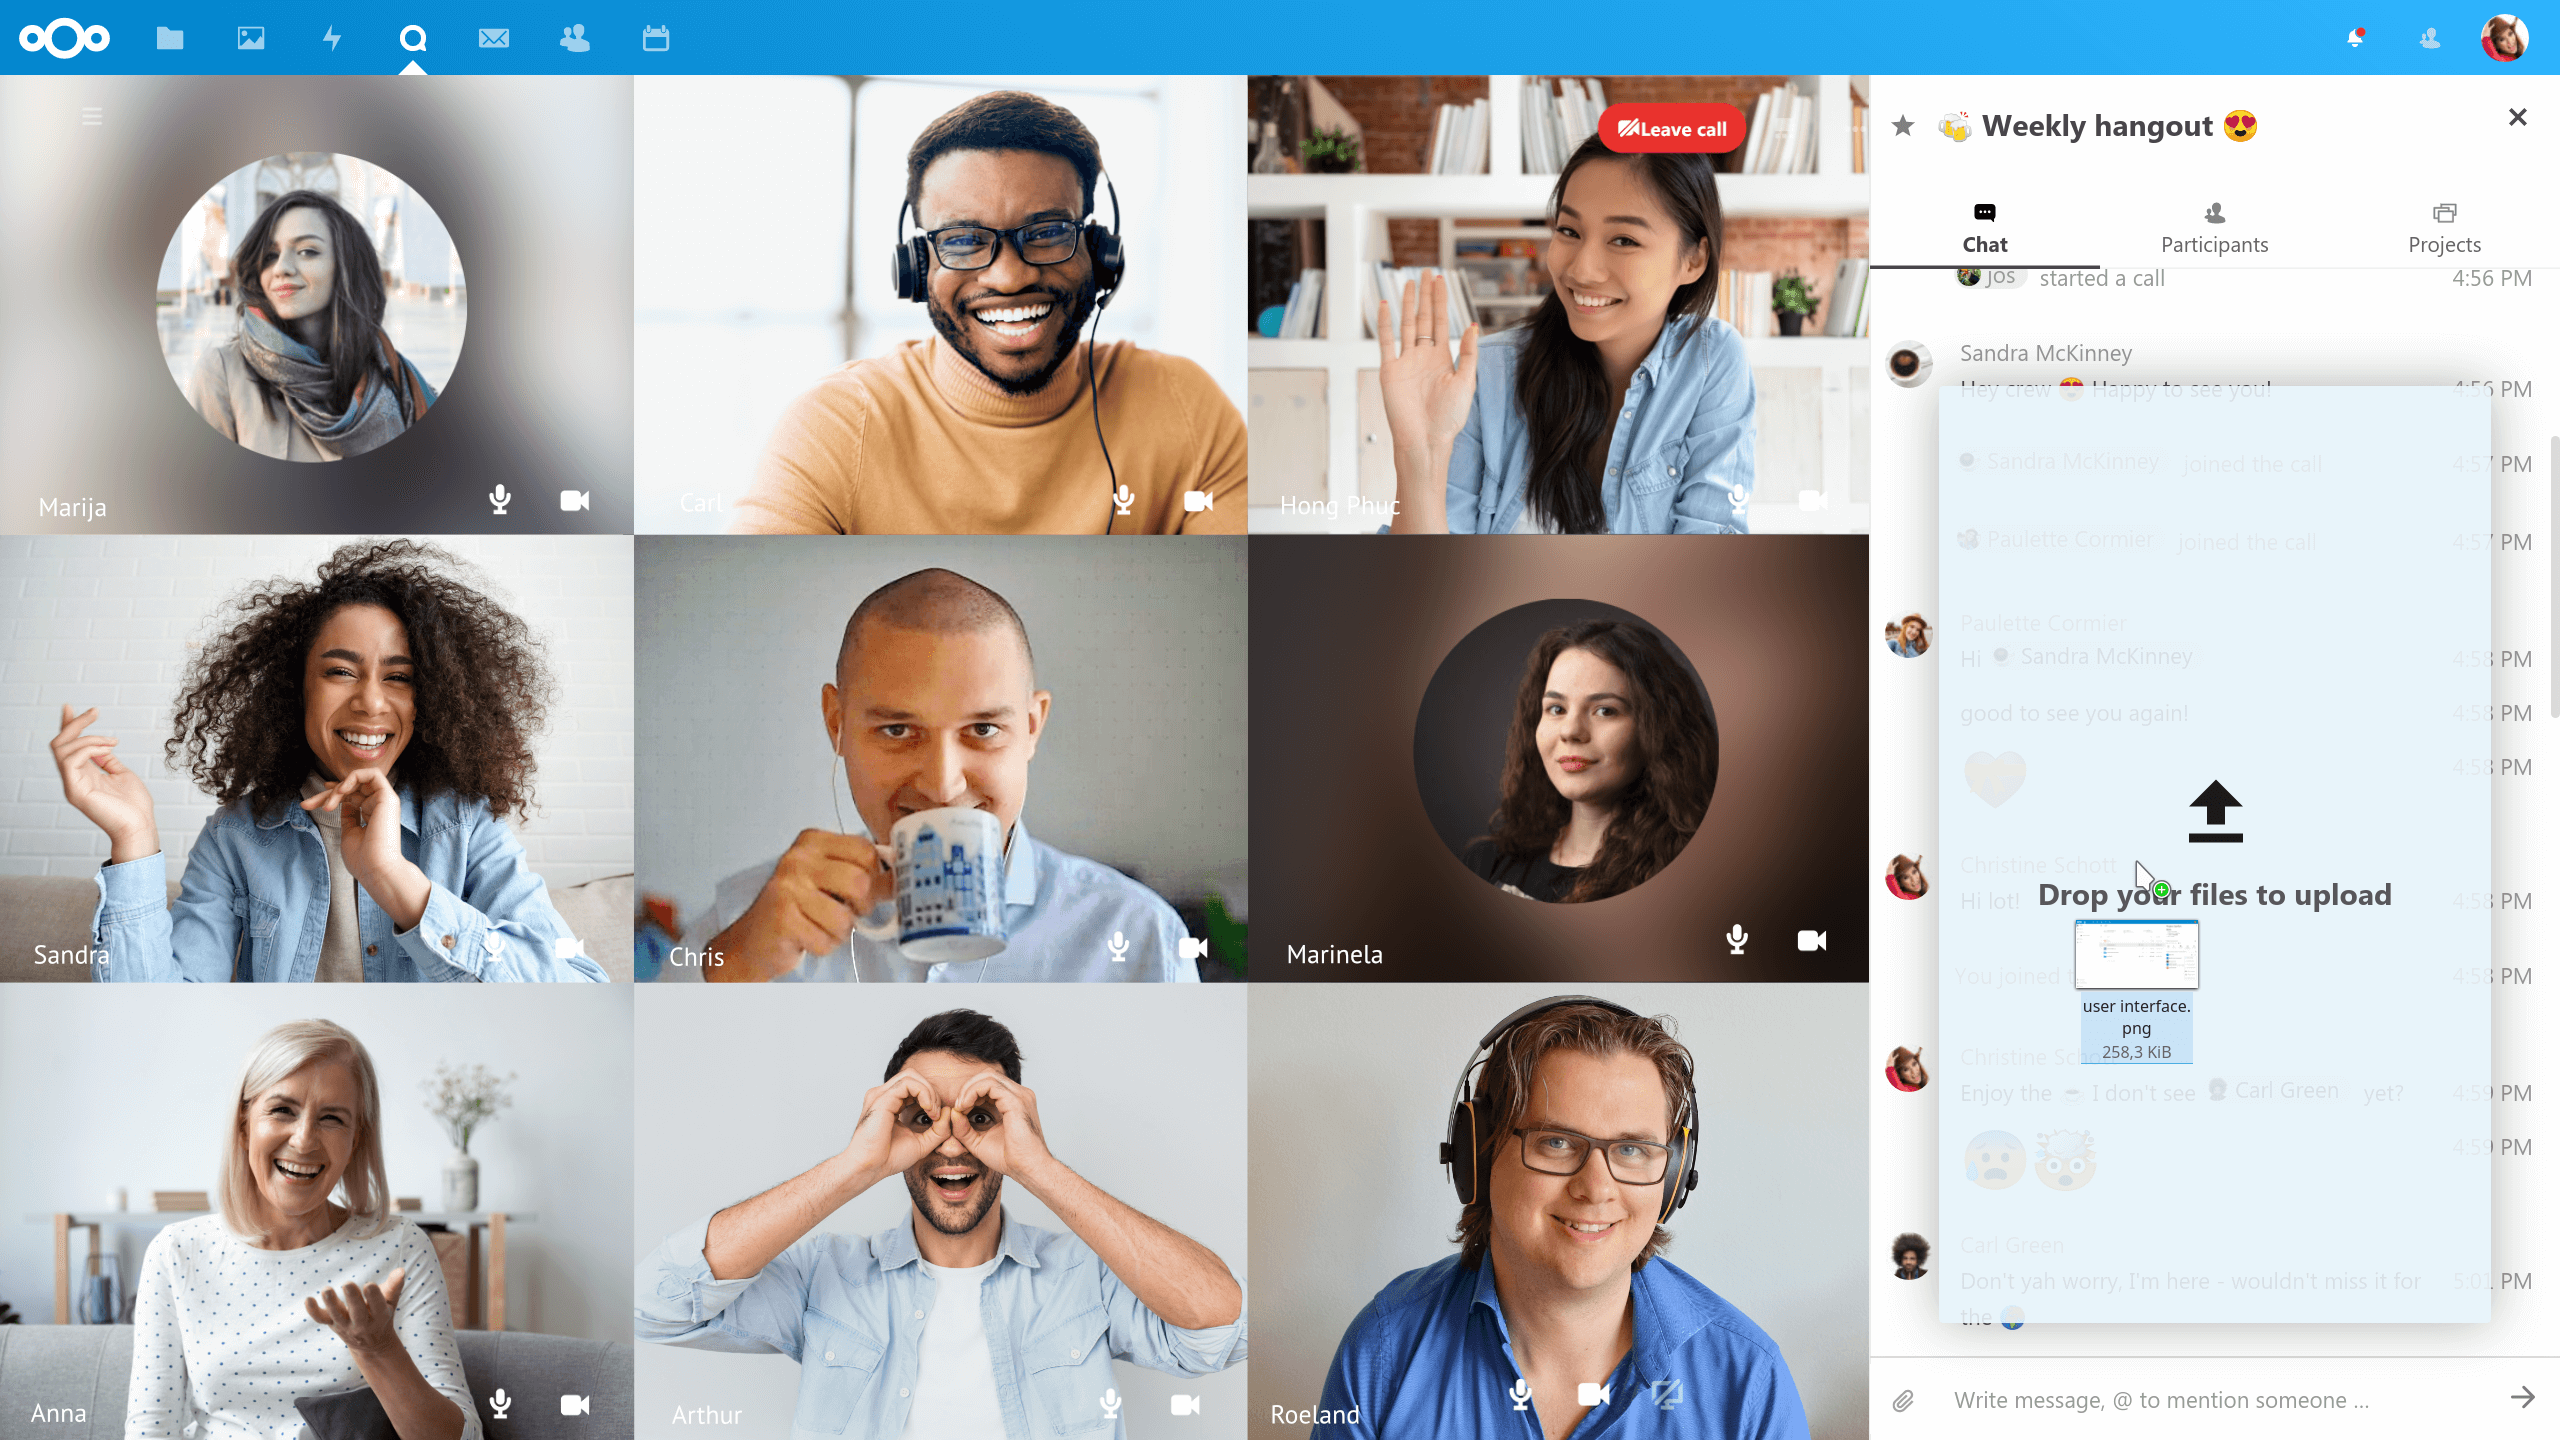 Leave call
Marija
Carl
Hong Phuc
Sandra
Chris
Marinela
Anna
Arthur
Roeland
Weekly hangout
Chat
Participants
Projects
Jos started a call 4:56 PM
Sandra McKinney
Hey crew Happy to see you! 4:56 PM
Sandra McKinney joined the call 4:57 PM
Paulette Cormier joined the call 4:57 PM
Paulette Cormier
Hi Sandra McKinney 4:58 PM
good to see you again! 4:58 PM
4:58 PM
Christine Schott
Hi lot! 4:58 PM
Drop your files to upload
You joined 4:58 PM
user interface.
png
258,3 KiB
Christine
Enjoy the I don't see Carl Green yet? 4:59 PM
4:59 PM
Carl Green
Don't yah worry, I'm here - wouldn't miss it for 5:01 PM
the
Write message, @ to mention someone ...